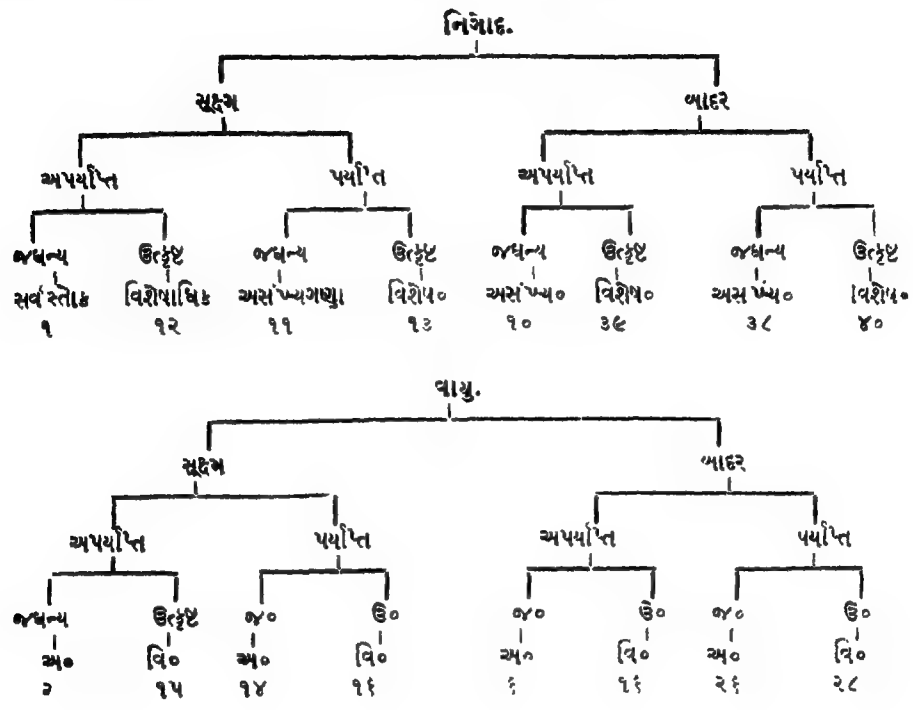 નિગોદ.
સૂક્ષ્મ બાદર
અપર્યાપ્ત પર્યાપ્ત અપર્યાપ્ત પર્યાપ્ત
જઘન્ય ઉત્કૃષ્ટ જઘન્ય ઉત્કૃષ્ટ જઘન્ય ઉત્કૃષ્ટ જઘન્ય ઉત્કૃષ્ટ
સર્વસ્તોક વિશેષાધિક અસંખ્યગણા વિશેષ૦ અસંખ્ય૦ વિશેષ૦ અસંખ્ય૦ વિશેષ૦
૧ ૧૨ ૧૧ ૧૩ ૧૦ ૩૯ ૩૮ ૪૦
વાયુ.
સૂક્ષ્મ બાદર
અપર્યાપ્ત પર્યાપ્ત અપર્યાપ્ત પર્યાપ્ત
જઘન્ય ઉત્કૃષ્ટ જ૦ ઉ૦ જ૦ ઉ૦ જ૦ ઉ૦
અ૦ વિ૦ અ૦ વિ૦ અ૦ વિ૦ અ૦ વિ૦
૨ ૧૫ ૧૪ ૧૬ ૬ ૧૬ ૨૬ ૨૮